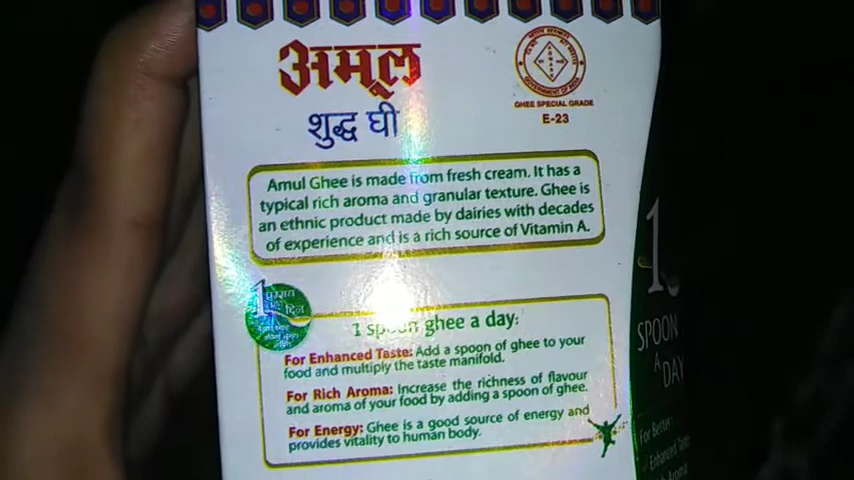 अमूल
शुद्ध घी
GOVERNMENT OF INDIA
GHEE SPECIAL GRADE
E-23
Amul Ghee is made from fresh cream. It has a
typical rich aroma and granular texture. Ghee is
an ethnic product made by dairies with decades
of experience and is a rich source of Vitamin A.
1
दिन
1 spoon ghee a day:
For Enhanced Taste: Add a spoon of ghee to your
food and multiply the taste manifold.
For Rich Aroma: Increase the richness of flavour
and aroma of your food by adding a spoon of ghee.
For Energy: Ghee is a good source of energy and
provides vitality to human body.
1
SPOON
A
DAY
For Better
Enhanced Taste
Aroma